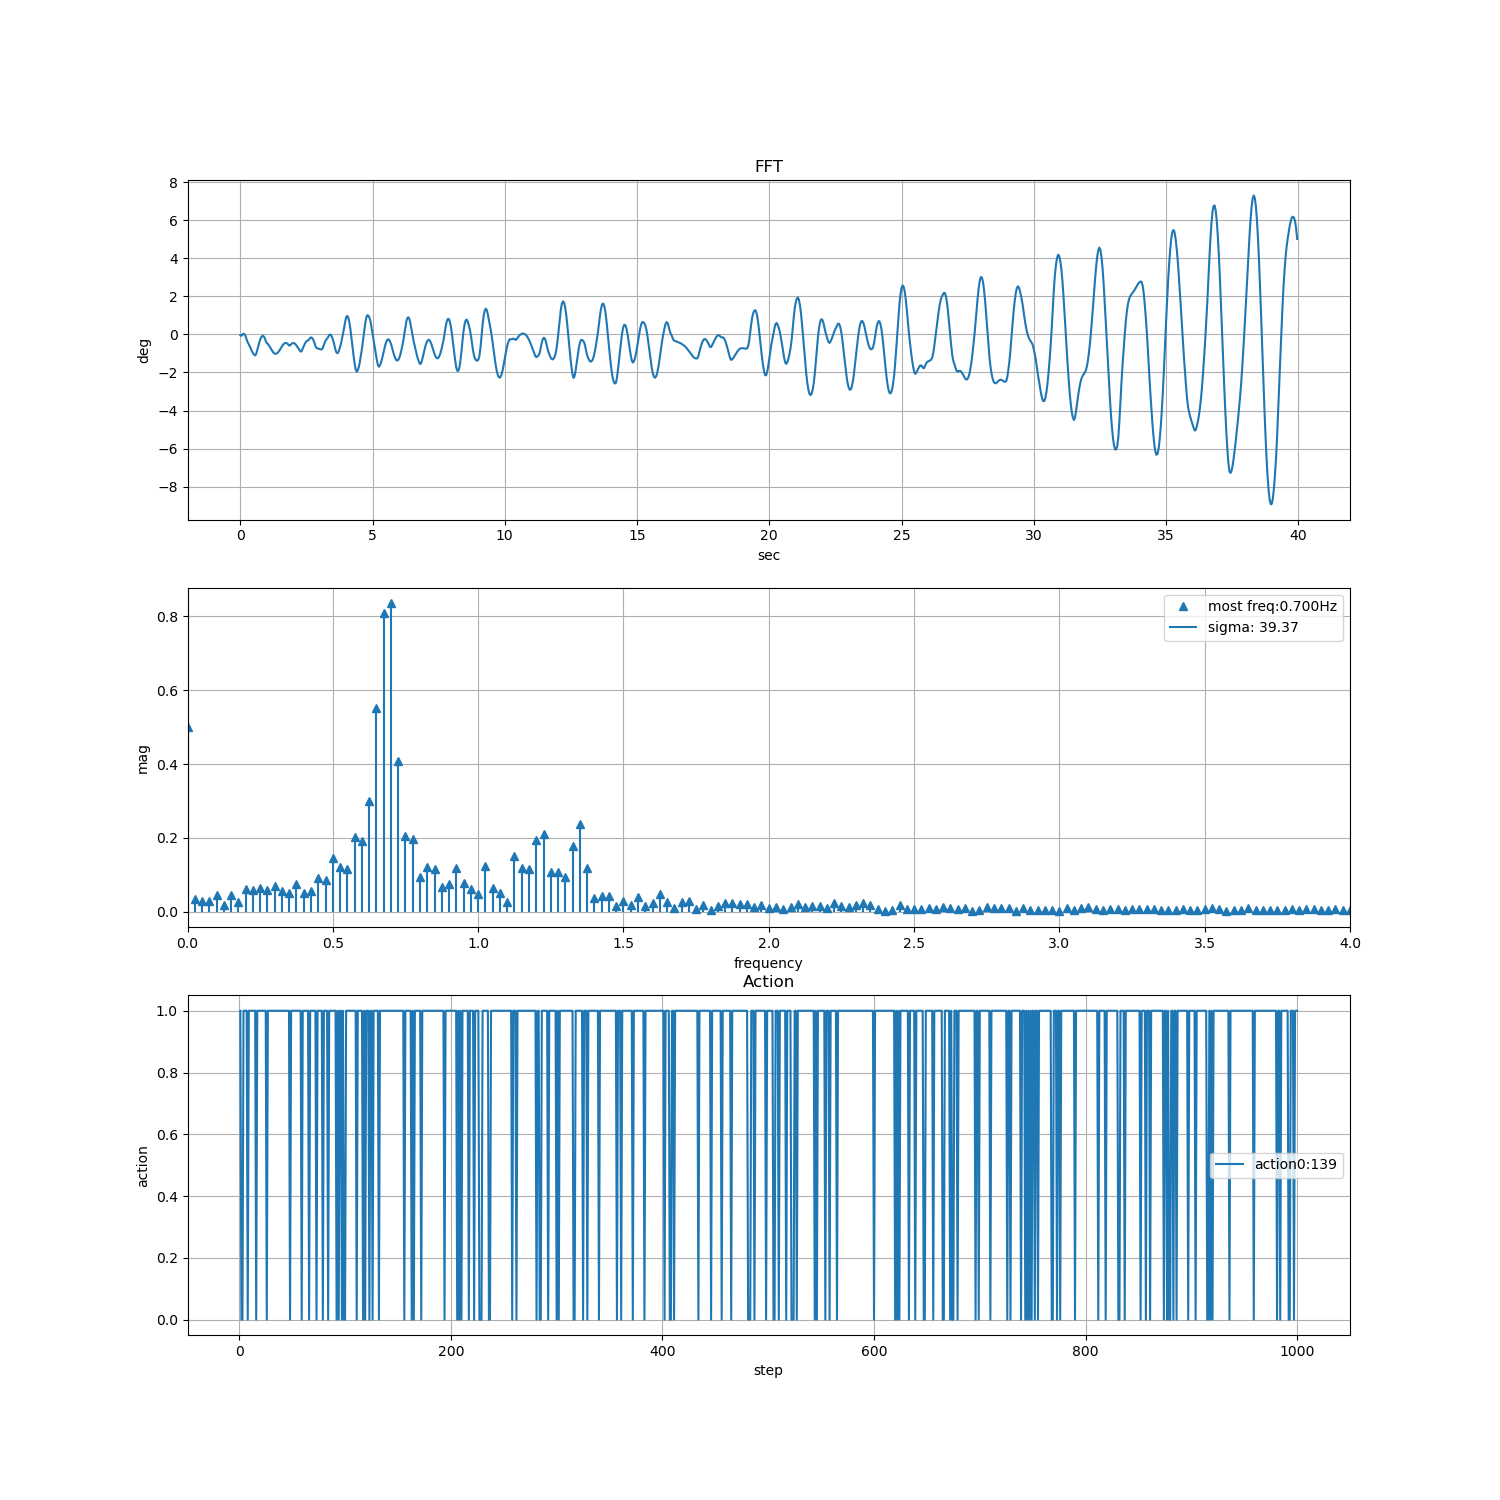 FFT
8
6
4
2
0
−2
−4
−6
−8
deg
0 5 10 15 20 25 30 35 40
sec
most freq:0.700Hz
sigma: 39.37
0.8
0.6
0.4
0.2
0.0
mag
0.0 0.5 1.0 1.5 2.0 2.5 3.0 3.5 4.0
frequency
Action
1.0
0.8
0.6
0.4
0.2
0.0
action
action0:139
0 200 400 600 800 1000
step